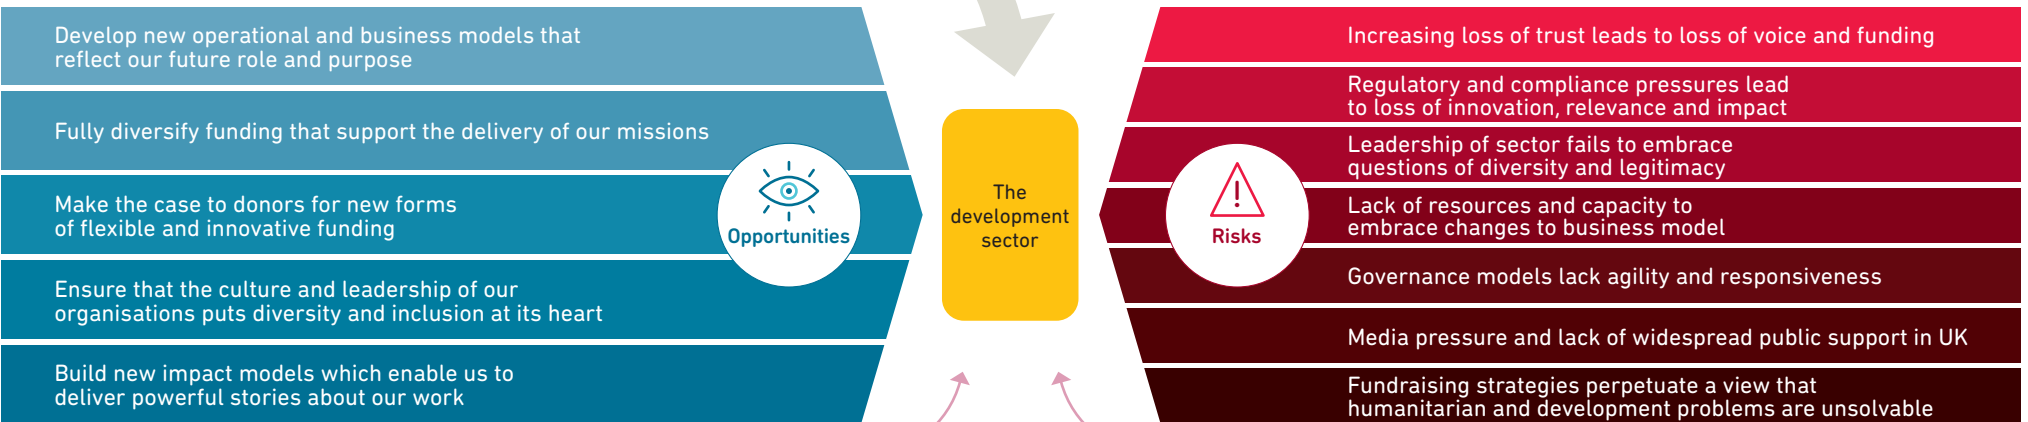 Develop new operational and business models that
reflect our future role and purpose
Fully diversify funding that support the delivery of our missions
Make the case to donors for new forms
of flexible and innovative funding
Ensure that the culture and leadership of our
organisations puts diversity and inclusion at its heart
Build new impact models which enable us to
deliver powerful stories about our work
Opportunities
The
development
sector
Risks
Increasing loss of trust leads to loss of voice and funding
Regulatory and compliance pressures lead
to loss of innovation, relevance and impact
Leadership of sector fails to embrace
questions of diversity and legitimacy
Lack of resources and capacity to
embrace changes to business model
Governance models lack agility and responsiveness
Media pressure and lack of widespread public support in UK
Fundraising strategies perpetuate a view that
humanitarian and development problems are unsolvable